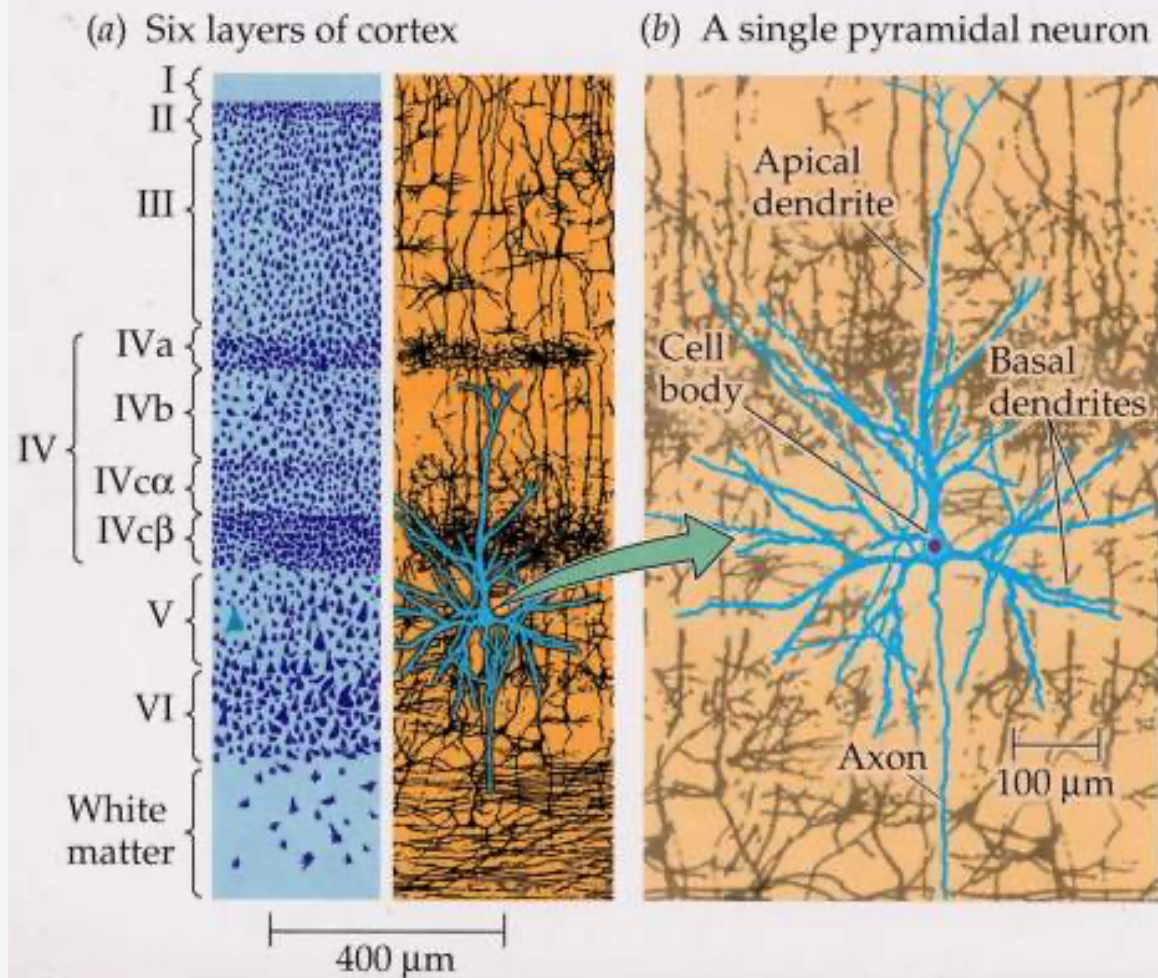 (a) Six layers of cortex
I
II
III
IV
IVa
IVb
IVcα
IVcβ
V
VI
White
matter
400 μm
(b) A single pyramidal neuron
Apical
dendrite
Cell
body
Basal
dendrites
Axon
100 μm